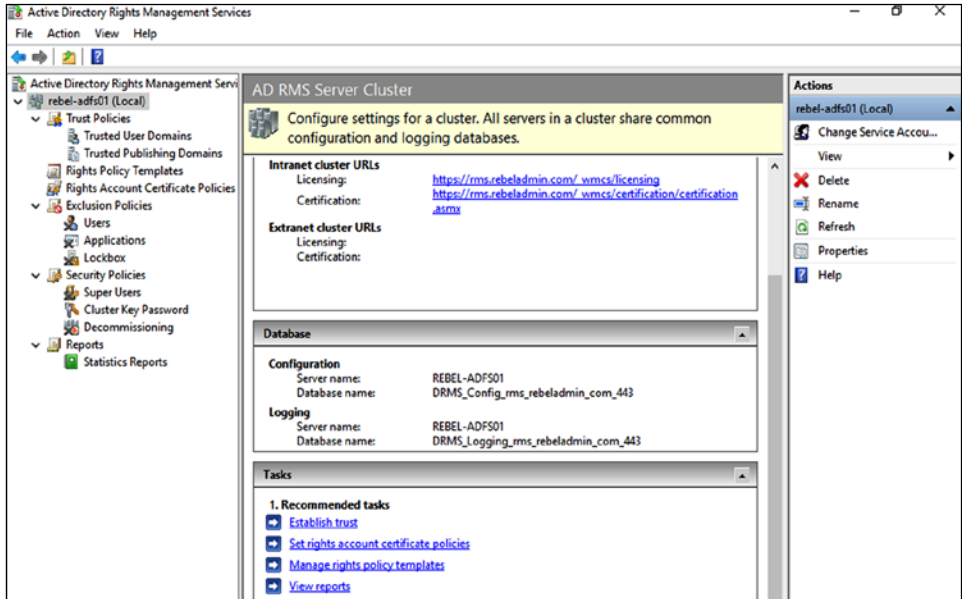 Active Directory Rights Management Services
File Action View Help
Active Directory Rights Management Servi
rebel-adfs01 (Local)
Trust Policies
Trusted User Domains
Trusted Publishing Domains
Rights Policy Templates
Rights Account Certificate Policies
Exclusion Policies
Users
Applications
Lockbox
Security Policies
Super Users
Cluster Key Password
Decommissioning
Reports
Statistics Reports
AD RMS Server Cluster
Configure settings for a cluster. All servers in a cluster share common
configuration and logging databases.
Intranet cluster URLs
Licensing: https://rms.rebeladmin.com/_wmcs/licensing
Certification: https://rms.rebeladmin.com/_wmcs/certification/certification
.asmx
Extranet cluster URLs
Licensing:
Certification:
Database
Configuration
Server name: REBEL-ADFS01
Database name: DRMS_Config_rms_rebeladmin_com_443
Logging
Server name: REBEL-ADFS01
Database name: DRMS_Logging_rms_rebeladmin_com_443
Tasks
1. Recommended tasks
Establish trust
Set rights account certificate policies
Manage rights policy templates
View reports
Actions
rebel-adfs01 (Local)
Change Service Accou...
View
Delete
Rename
Refresh
Properties
Help